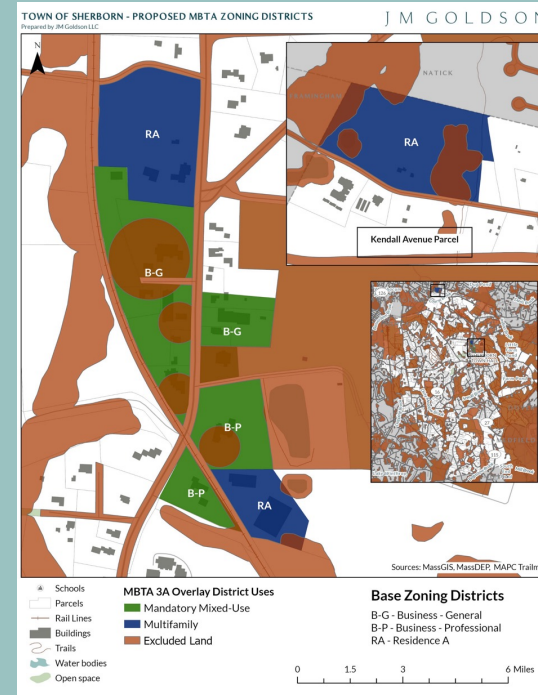 TOWN OF SHERBORN - PROPOSED MBTA ZONING DISTRICTS
Prepared by JM Goldson LLC.
JM GOLDSON
N
RA
NATICK
RA
Kendall Avenue Parcel
B-G
B-G
B-P
B-P
RA
Sources: MassGIS, MassDEP, MAPC Trailm
Schools
Parcels
Rail Lines
Buildings
Trails
Water bodies
Open space
MBTA 3A Overlay District Uses
Mandatory Mixed-Use
Multifamily
Excluded Land
Base Zoning Districts
B-G - Business - General
B-P - Business - Professional
RA - Residence A
0 1.5 3 6 Miles